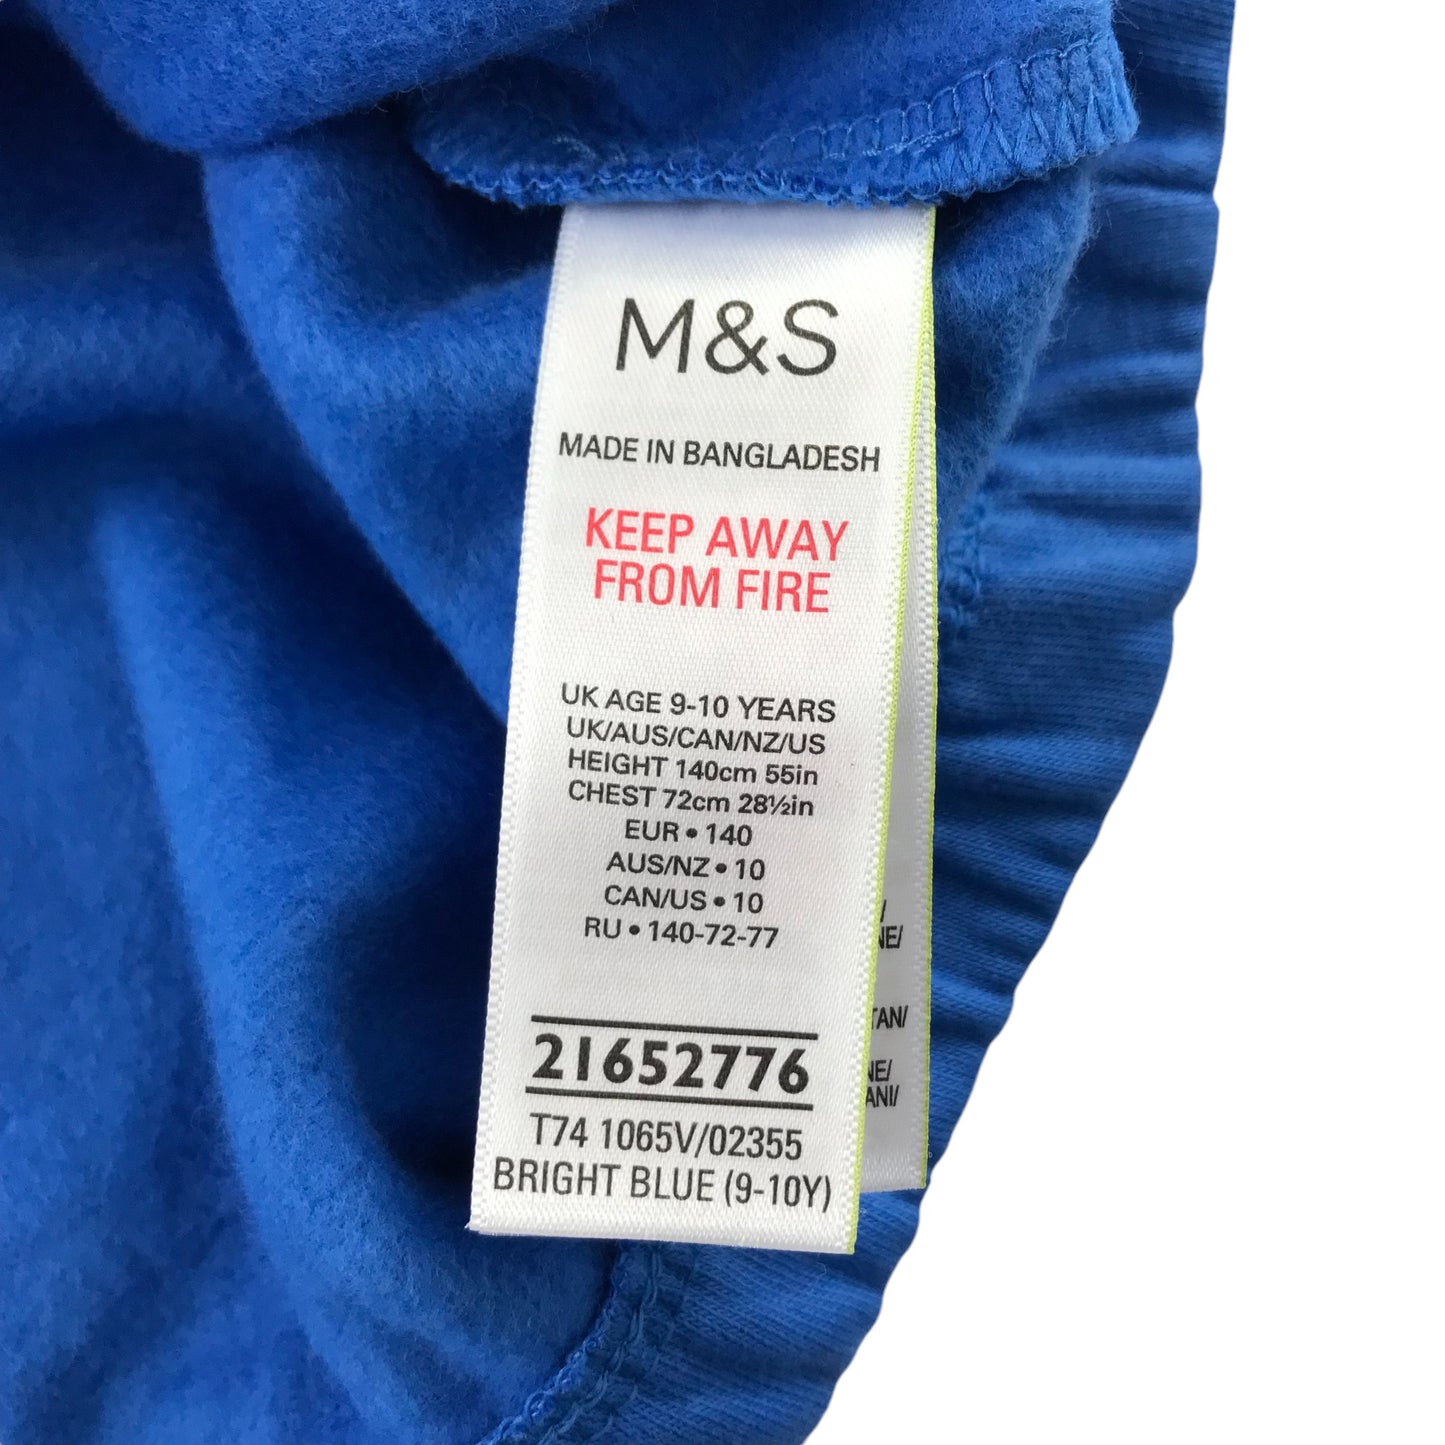 M&S
MADE IN BANGLADESH
KEEP AWAY
FROM FIRE
UK AGE 9-10 YEARS
UK/AUS/CAN/NZ/US
HEIGHT 140cm 55in
CHEST 72cm 28½in
EUR • 140
AUS/NZ • 10
CAN/US • 10
RU • 140-72-77
21652776
T74 1065V/02355
BRIGHT BLUE (9-10Y)